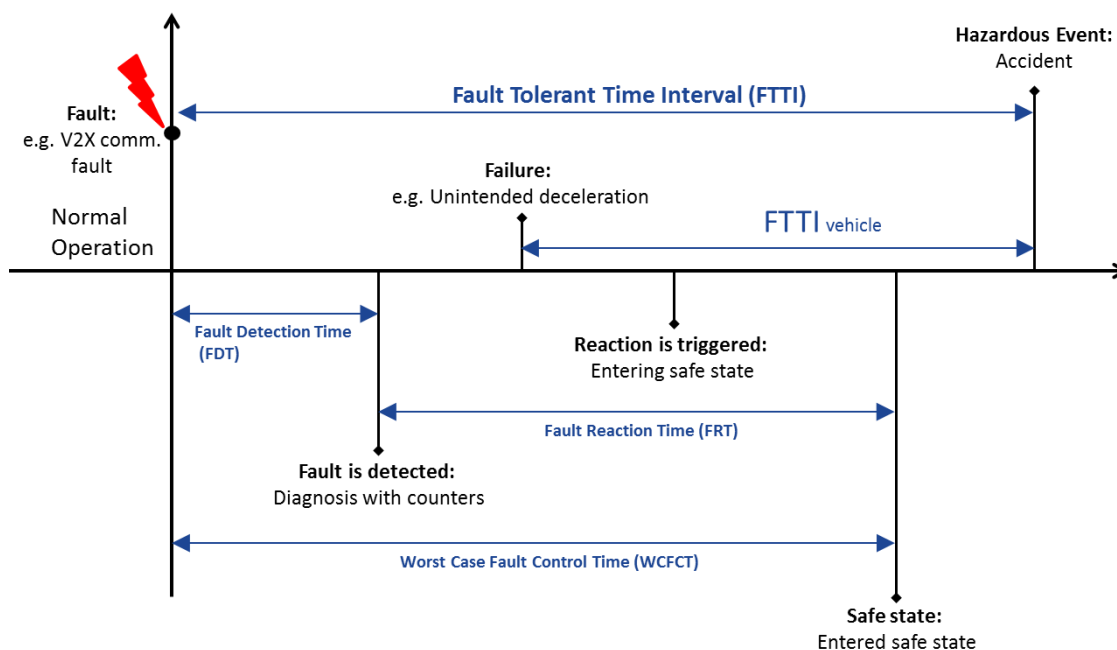 Hazardous Event:
Accident
Fault Tolerant Time Interval (FTTI)
Fault:
e.g. V2X comm.
fault
Failure:
e.g. Unintended deceleration
Normal
Operation
FTTI vehicle
Fault Detection Time
(FDT)
Reaction is triggered:
Entering safe state
Fault Reaction Time (FRT)
Fault is detected:
Diagnosis with counters
Worst Case Fault Control Time (WCFCT)
Safe state:
Entered safe state